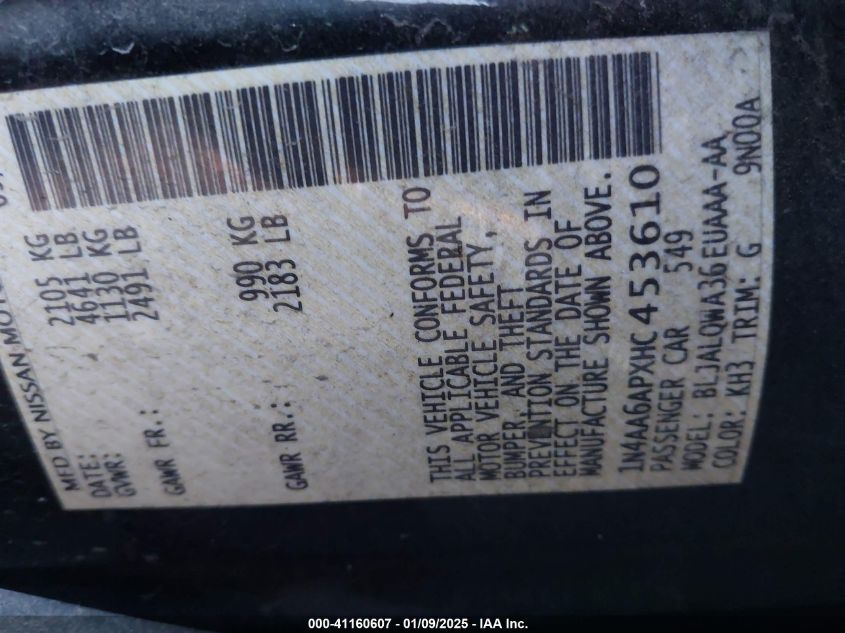 MFD BY NISSAN MOTOR
DATE:
GVWR: 2105 KG
4641 LB
GAWR FR.: 1130 KG
2491 LB
GAWR RR.: 990 KG
2183 LB
THIS VEHICLE CONFORMS TO
ALL APPLICABLE FEDERAL
MOTOR VEHICLE SAFETY,
BUMPER, AND THEFT
PREVENTION STANDARDS IN
EFFECT ON THE DATE OF
MANUFACTURE SHOWN ABOVE.
1N4AA6APXHC453610
PASSENGER CAR 549
MODEL: BLJALQWA36EUAAA-AA
COLOR: KH3 TRIM: G 9N00A
000-41160607 - 01/09/2025 - IAA Inc.